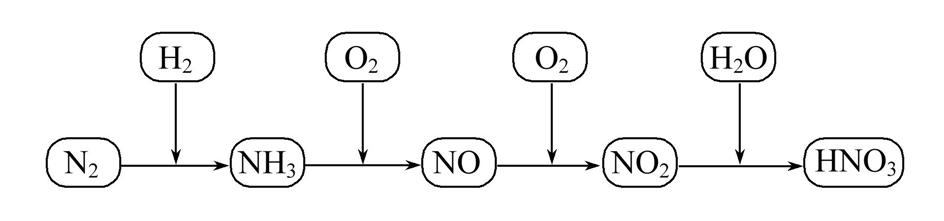 H₂ O₂ O₂ H₂O
N₂ NH₃ NO NO₂ HNO₃